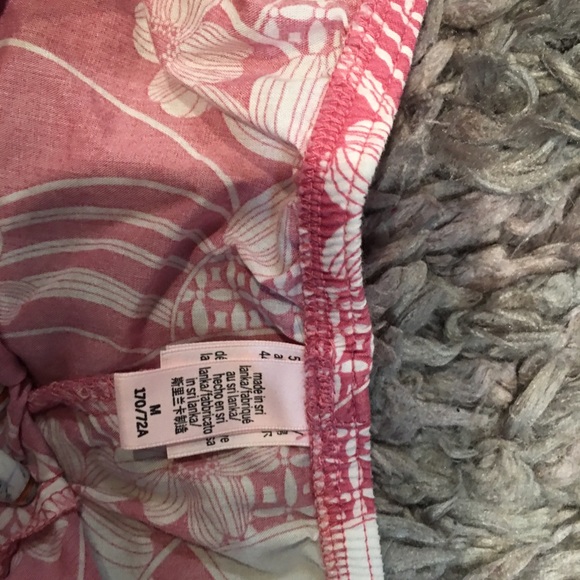 M
170/72A
made in sri
lanka/fabriqué
au sri lanka/
hecho en sri
lanka/fabbricato
in sri lanka/
斯里兰卡制造